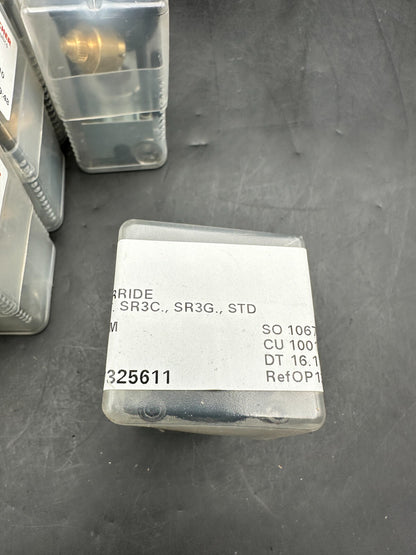 RRIDE
. SR3C., SR3G., STD
M
SO 1067
CU 1001
DT 16.1
325611
RefOP1